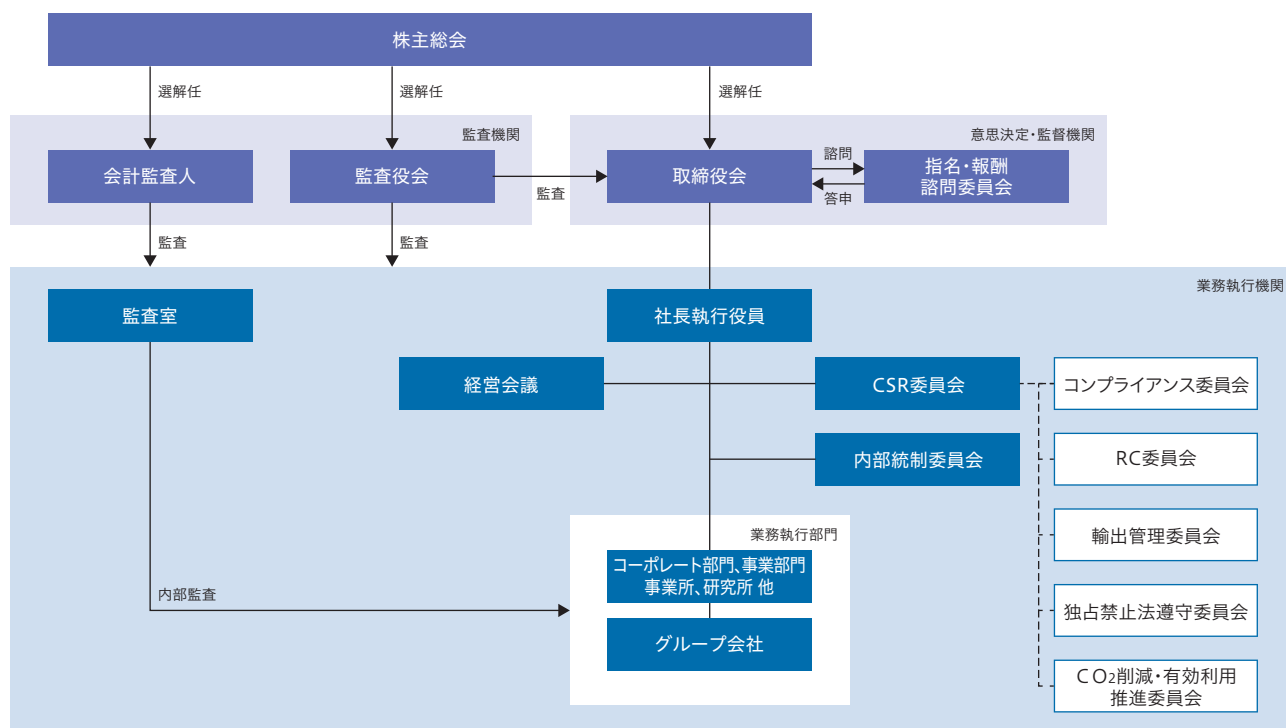 株主総会
選解任
選解任
選解任
監査機関
意思決定・監督機関
会計監査人
監査役会
監査
取締役会
諮問
答申
指名・報酬
諮問委員会
監査
監査
業務執行機関
監査室
社長執行役員
経営会議
CSR委員会
コンプライアンス委員会
内部統制委員会
RC委員会
輸出管理委員会
業務執行部門
コーポレート部門、事業部門
事業所、研究所 他
内部監査
独占禁止法遵守委員会
グループ会社
CO2削減・有効利用
推進委員会